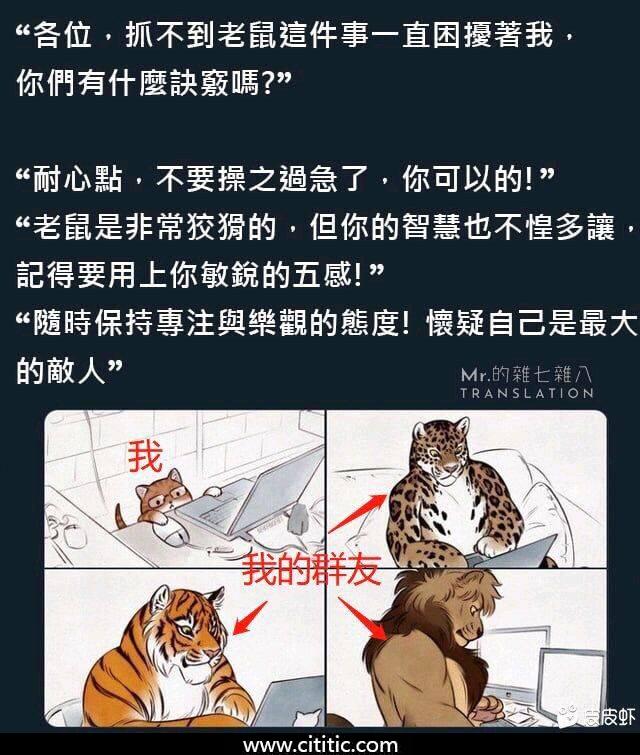 “各位，抓不到老鼠這件事一直困擾著我，
你們有什麼訣竅嗎?”
“耐心點，不要操之過急了，你可以的!”
“老鼠是非常狡猾的，但你的智慧也不惶多讓，
記得要用上你敏銳的五感!”
“隨時保持專注與樂觀的態度! 懷疑自己是最大
的敵人”
Mr.的雜七雜八
TRANSLATION
我
我的群友
皮皮虾
www.cititic.com